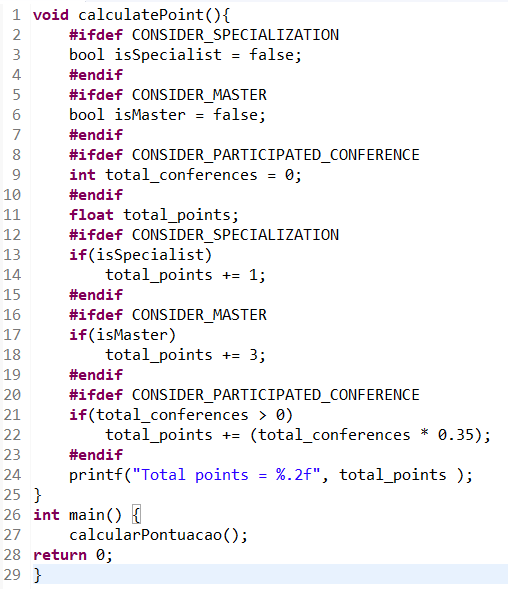 1 void calculatePoint(){
2     #ifdef CONSIDER_SPECIALIZATION
3     bool isSpecialist = false;
4     #endif
5     #ifdef CONSIDER_MASTER
6     bool isMaster = false;
7     #endif
8     #ifdef CONSIDER_PARTICIPATED_CONFERENCE
9     int total_conferences = 0;
10     #endif
11     float total_points;
12     #ifdef CONSIDER_SPECIALIZATION
13     if(isSpecialist)
14         total_points += 1;
15     #endif
16     #ifdef CONSIDER_MASTER
17     if(isMaster)
18         total_points += 3;
19     #endif
20     #ifdef CONSIDER_PARTICIPATED_CONFERENCE
21     if(total_conferences > 0)
22         total_points += (total_conferences * 0.35);
23     #endif
24     printf("Total points = %.2f", total_points );
25 }
26 int main() {
27     calcularPontuacao();
28 return 0;
29 }